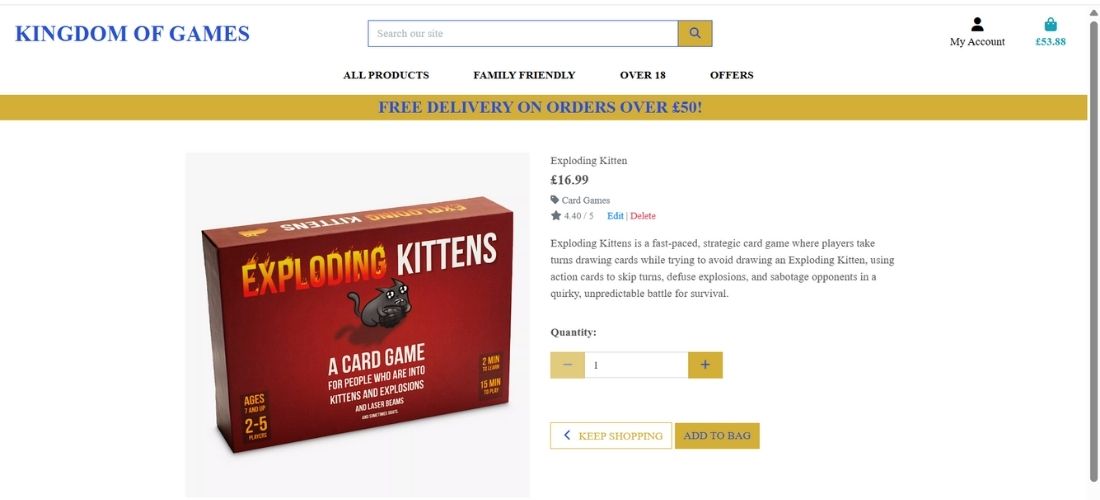 KINGDOM OF GAMES
Search our site
My Account
£53.88
ALL PRODUCTS
FAMILY FRIENDLY
OVER 18
OFFERS
FREE DELIVERY ON ORDERS OVER £50!
EXPLODING KITTENS
EXPLODING KITTENS
A CARD GAME
FOR PEOPLE WHO ARE INTO
KITTENS AND EXPLOSIONS
AND LASER BEAMS
AND SOMETIMES GOATS.
AGES
7 AND UP
2-5
PLAYERS
2 MIN
TO LEARN
15 MIN
TO PLAY
Exploding Kitten
£16.99
Card Games
4.40 / 5 Edit | Delete
Exploding Kittens is a fast-paced, strategic card game where players take
turns drawing cards while trying to avoid drawing an Exploding Kitten, using
action cards to skip turns, defuse explosions, and sabotage opponents in a
quirky, unpredictable battle for survival.
Quantity:
1
KEEP SHOPPING
ADD TO BAG